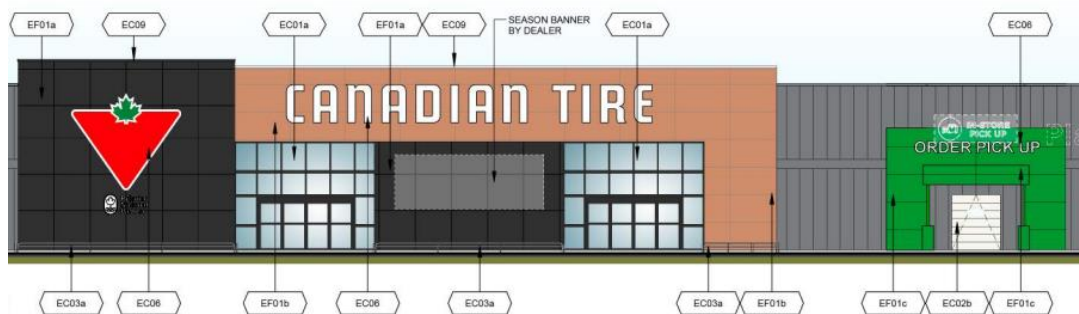 EF01a
EC09
EC01a
EF01a
EC09
SEASON BANNER
BY DEALER
EC01a
EC06
CANADIAN TIRE
IN-STORE
PICK UP
ORDER PICK UP
EC03a
EC06
EF01b
EC06
EC03a
EC03a
EF01b
EF01c
EC02b
EF01c